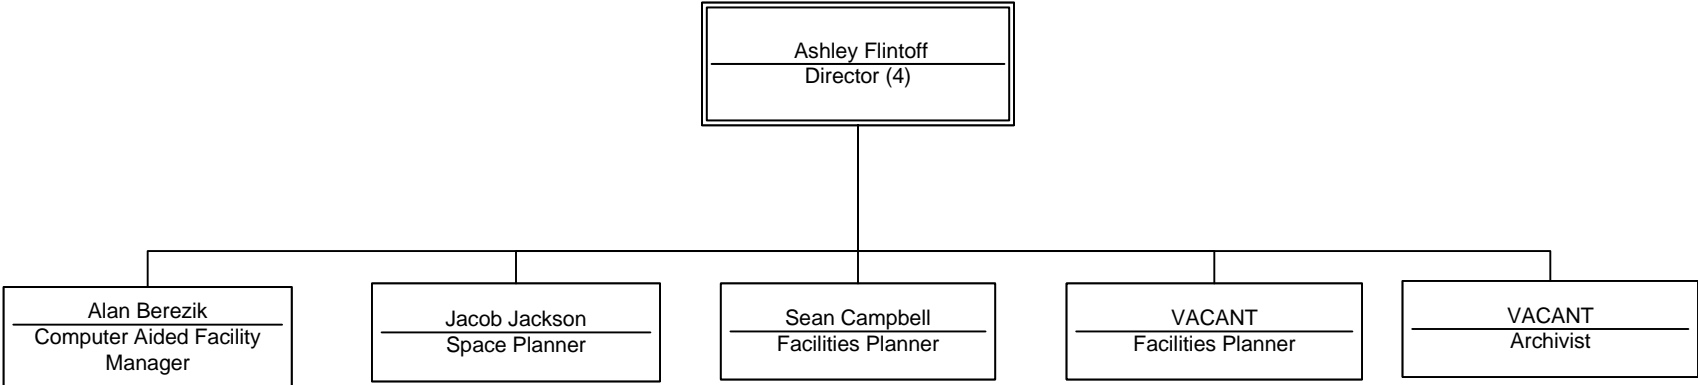 Ashley Flintoff
Director (4)
Alan Berezik
Computer Aided Facility
Manager
Jacob Jackson
Space Planner
Sean Campbell
Facilities Planner
VACANT
Facilities Planner
VACANT
Archivist